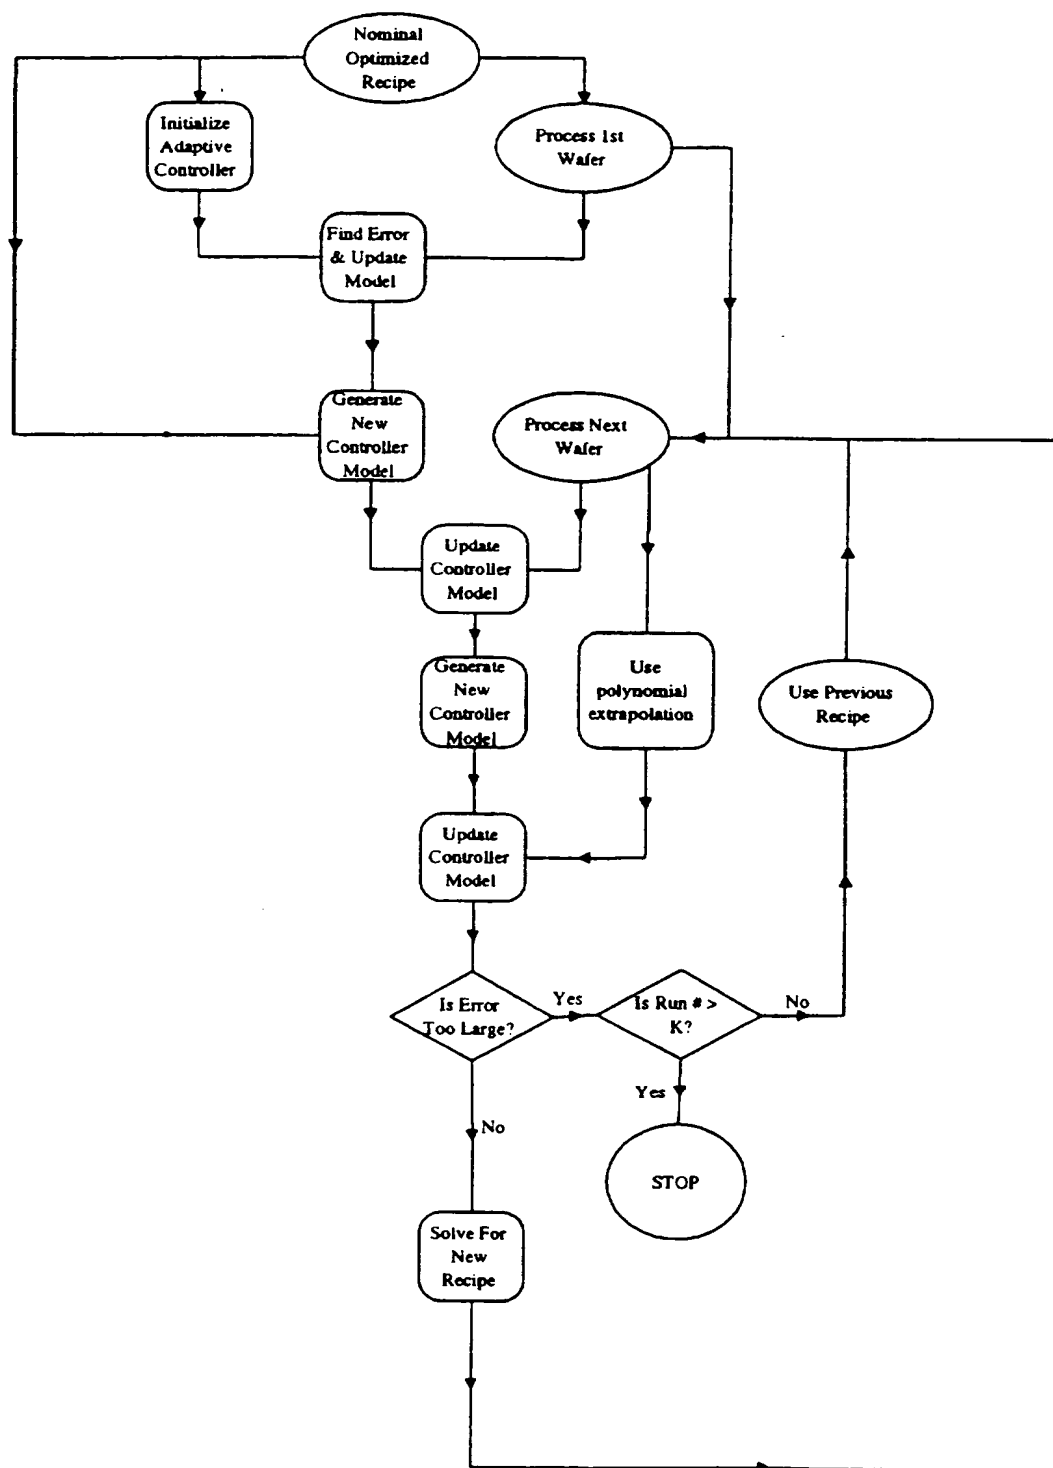 Nominal
Optimized
Recipe
Initialize
Adaptive
Controller
Process 1st
Wafer
Find Error
& Update
Model
Generate
New
Controller
Model
Process Next
Wafer
Update
Controller
Model
Generate
New
Controller
Model
Use
polynomial
extrapolation
Use Previous
Recipe
Update
Controller
Model
Is Error
Too Large?
Yes
Is Run # >
K?
No
Yes
No
STOP
Solve For
New
Recipe